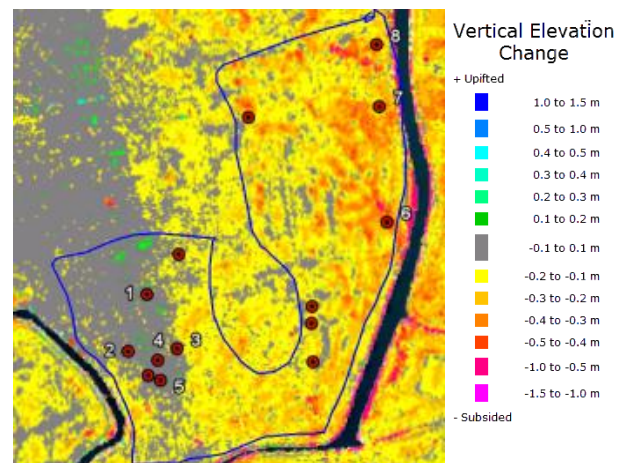 Vertical Elevation
Change
+ Upifted
1.0 to 1.5 m
0.5 to 1.0 m
0.4 to 0.5 m
0.3 to 0.4 m
0.2 to 0.3 m
0.1 to 0.2 m
-0.1 to 0.1 m
-0.2 to -0.1 m
-0.3 to -0.2 m
-0.4 to -0.3 m
-0.5 to -0.4 m
-1.0 to -0.5 m
-1.5 to -1.0 m
- Subsided
8
7
6
1
2
4
3
5